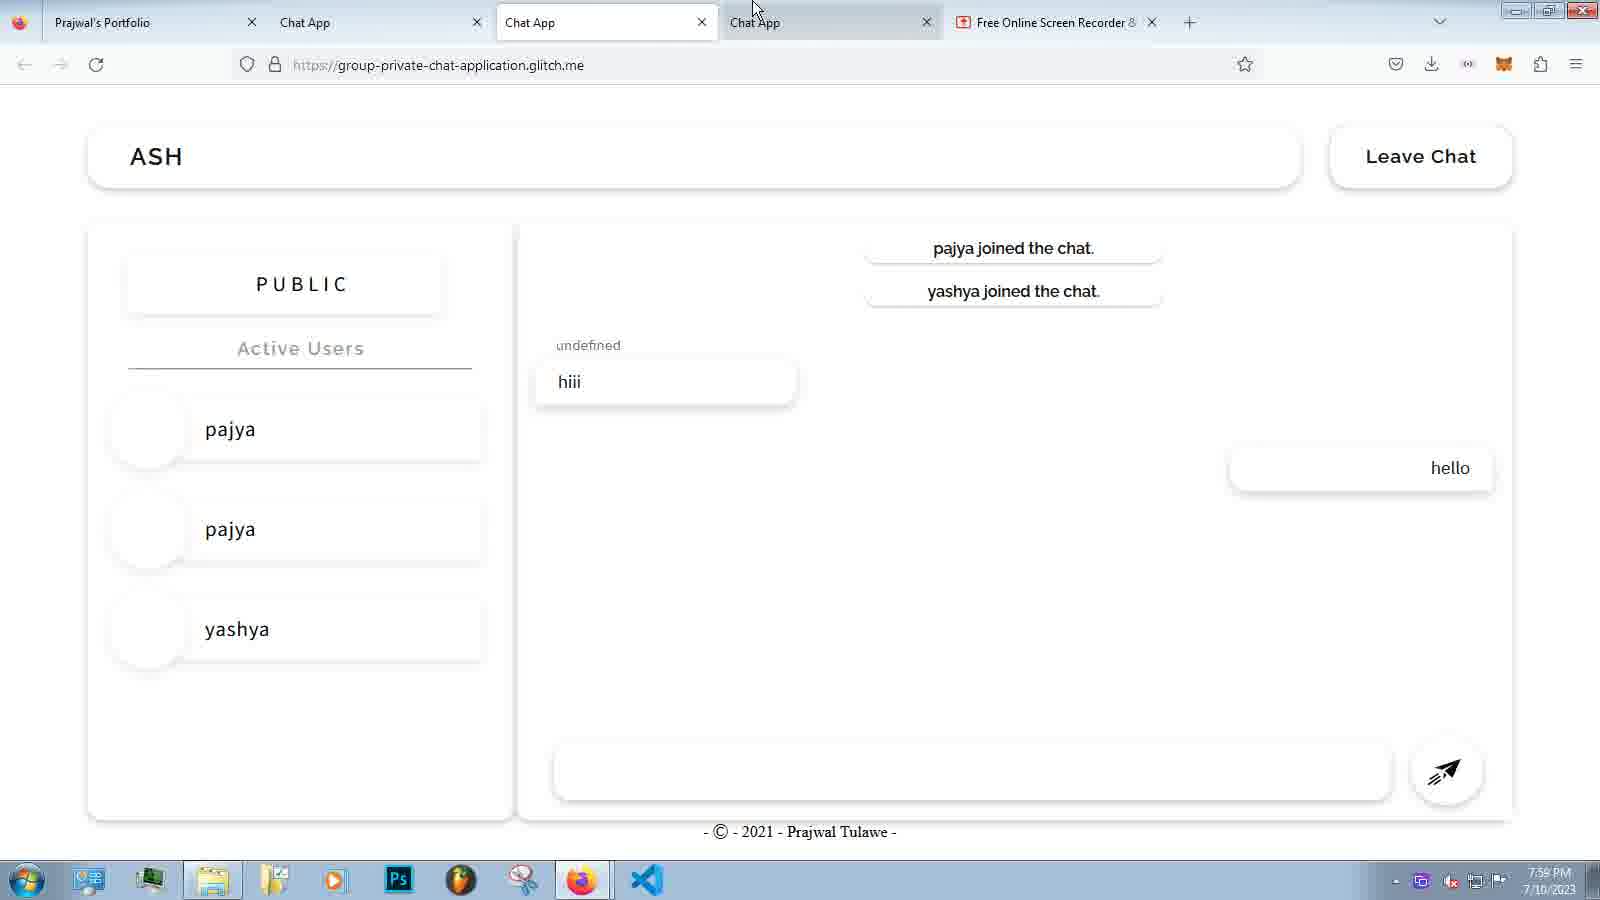 Prajwal's Portfolio
Chat App
Chat App
Chat App
Free Online Screen Recorder &
https://group-private-chat-application.glitch.me
ASH
Leave Chat
PUBLIC
Active Users
pajya
pajya
yashya
pajya joined the chat.
yashya joined the chat.
undefined
hiii
hello
- © - 2021 - Prajwal Tulawe -
Ps
7:59 PM
7/10/2023